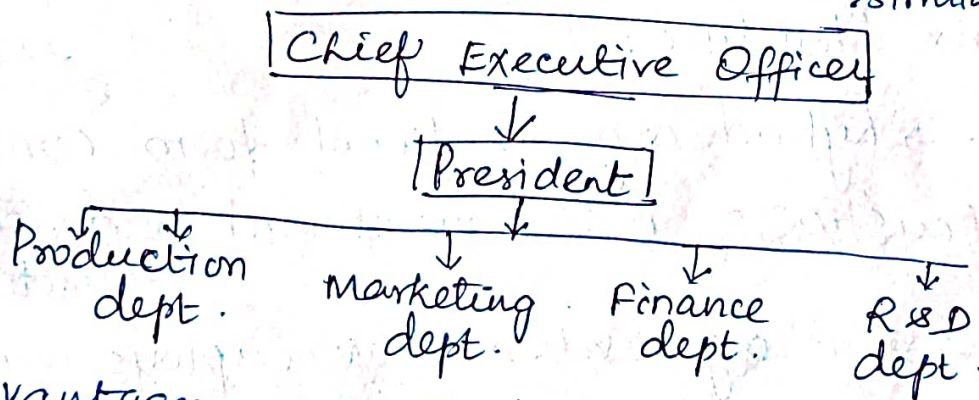 Chief Executive Officer
President
Production
dept.
Marketing
dept.
Finance
dept.
R&D
dept.